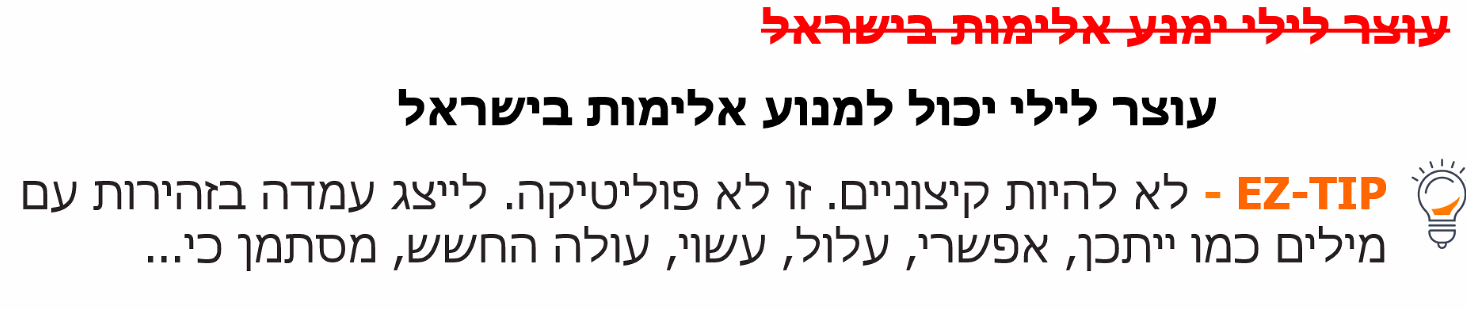 עוצר לילי ימנע אלימות בישראל
עוצר לילי יכול למנוע אלימות בישראל
EZ-TIP - לא להיות קיצוניים. זו לא פוליטיקה. לייצג עמדה בזהירות עם
מילים כמו ייתכן, אפשרי, עלול, עשוי, עולה החשש, מסתמן כי...